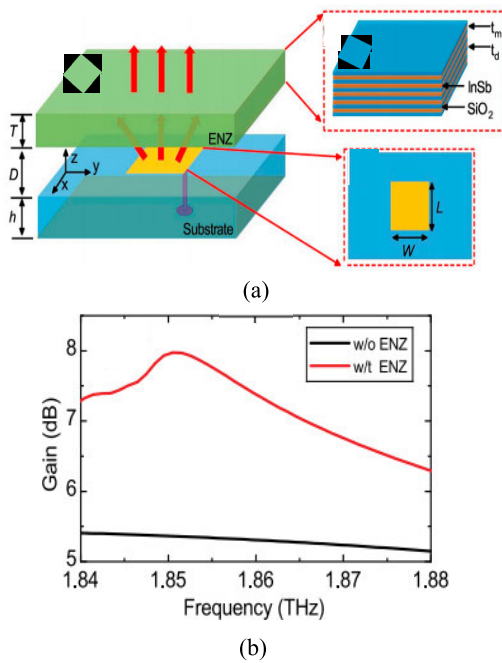 T
D
h
z
y
x
ENZ
Substrate
t_m
t_d
InSb
SiO₂
L
W
(a)
Gain (dB)
8
7
6
5
w/o ENZ
w/t ENZ
1.84 1.85 1.86 1.87 1.88
Frequency (THz)
(b)